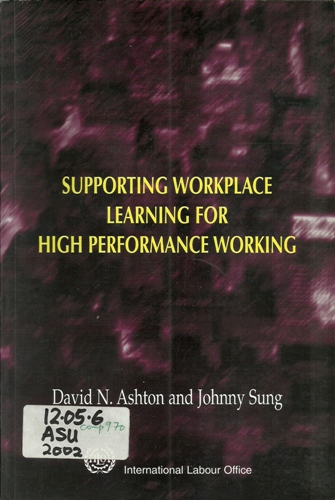 SUPPORTING WORKPLACE
LEARNING FOR
HIGH PERFORMANCE WORKING
David N. Ashton and Johnny Sung
12.05.6
comp970
ASU
2002
International Labour Office